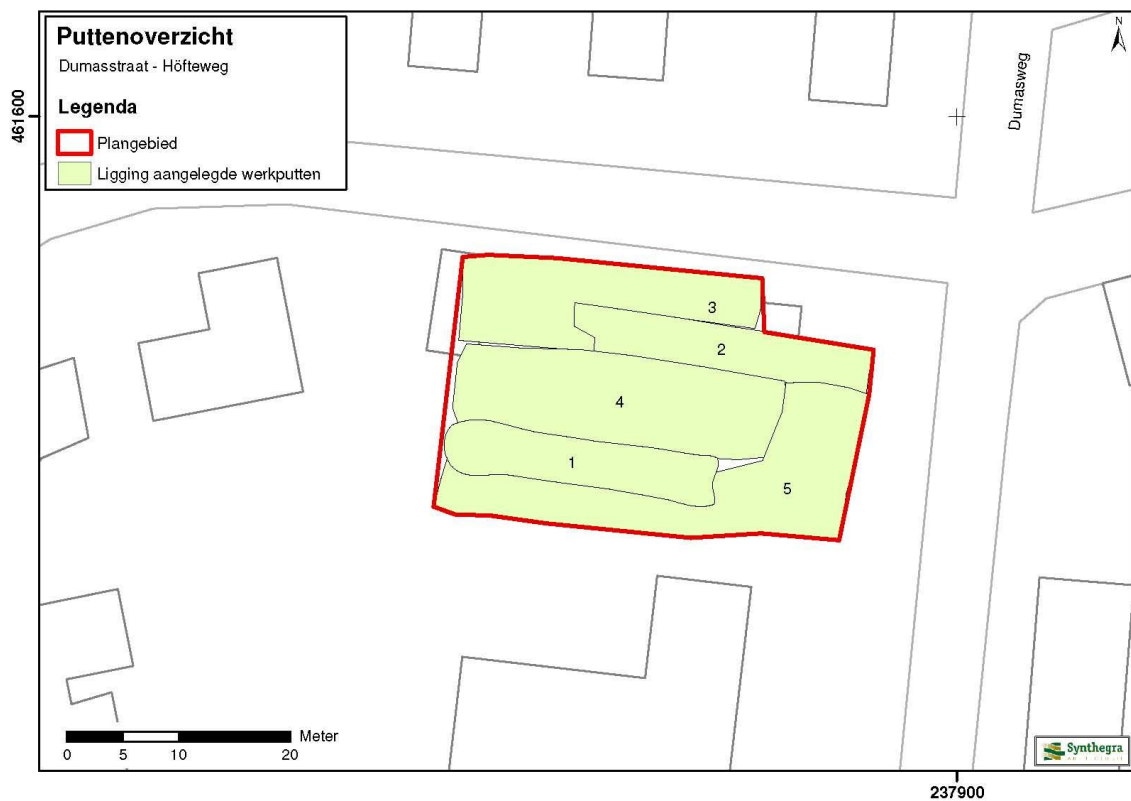 Puttenoverzicht
Dumasstraat - Höfteweg
Legenda
Plangebied
Ligging aangelegde werkputten
N
Dumasweg
461600
3
2
4
1
5
Meter
0 5 10 20
Synthegra
237900